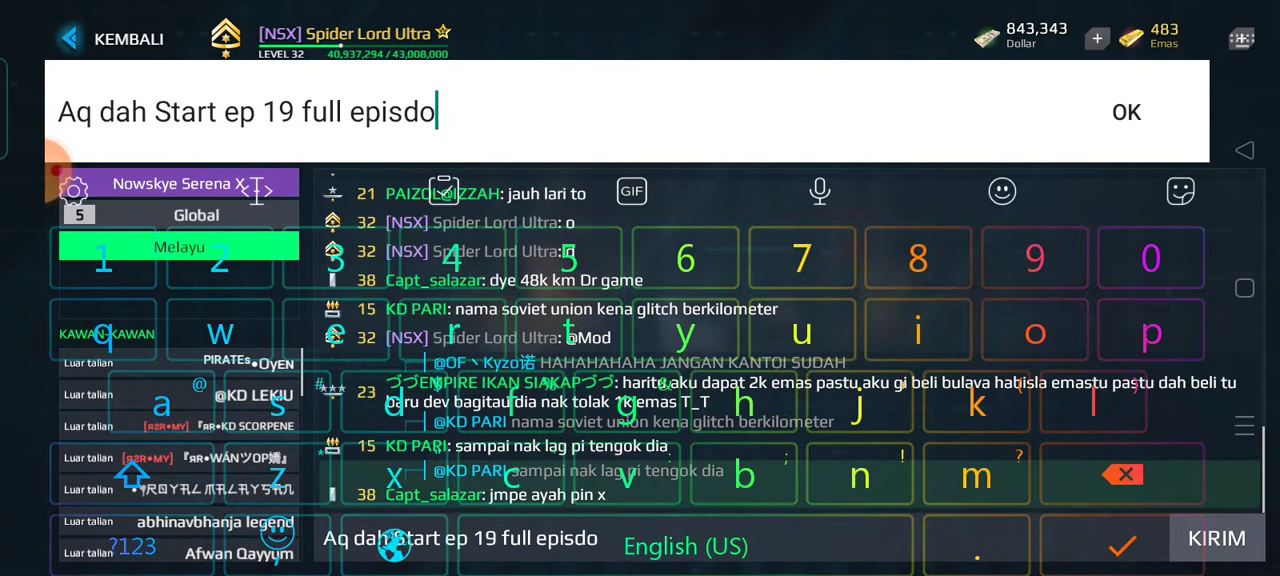 KEMBALI
[NSX] Spider Lord Ultra
LEVEL 32 40,937,294 / 43,008,000
843,343
Dollar
+
483
Emas
Aq dah Start ep 19 full episdo
OK
Nowskye Serena X
5 Global
Melayu
KAWAN-KAWAN
Luar talian PIRATEs•OyEN
Luar talian @KD LEKIU
Luar talian [ЯƧR•MY] 『ЯR•KD SCORPENE
Luar talian [ЯƧR•MY] 『ЯR•WÁNツOP嬌』
Luar talian
Luar talian abhinavbhanja legend
Luar talian Afwan Qayyum
21 PAIZOL@IZZAH: jauh lari to
32 [NSX] Spider Lord Ultra: o
32 [NSX] Spider Lord Ultra:
38 Capt_salazar: dye 48k km Dr game
15 KD PARI: nama soviet union kena glitch berkilometer
32 [NSX] Spider Lord Ultra: @Mod
@OF丶Kyzo诺 HAHAHAHAHA JANGAN KANTOI SUDAH
23 づづEMPIRE IKAN SIAKAPづづ: haritu aku dapat 2k emas pastu aku gi beli bulava habisla emastu pastu dah beli tu
baru dev bagitau dia nak tolak 1k emas T_T
@KD PARI nama soviet union kena glitch berkilometer
15 KD PARI: sampai nak lag pi tengok dia
@KD PARI sampai nak lag pi tengok dia
38 Capt_salazar: jmpe ayah pin x
Aq dah Start ep 19 full episdo
KIRIM
GIF
1 2 3 4 5 6 7 8 9 0
q w e r t y u i o p
@ # &
a s d f g h j k l
* : ; ! ?
z x c v b n m
?123 , English (US) .